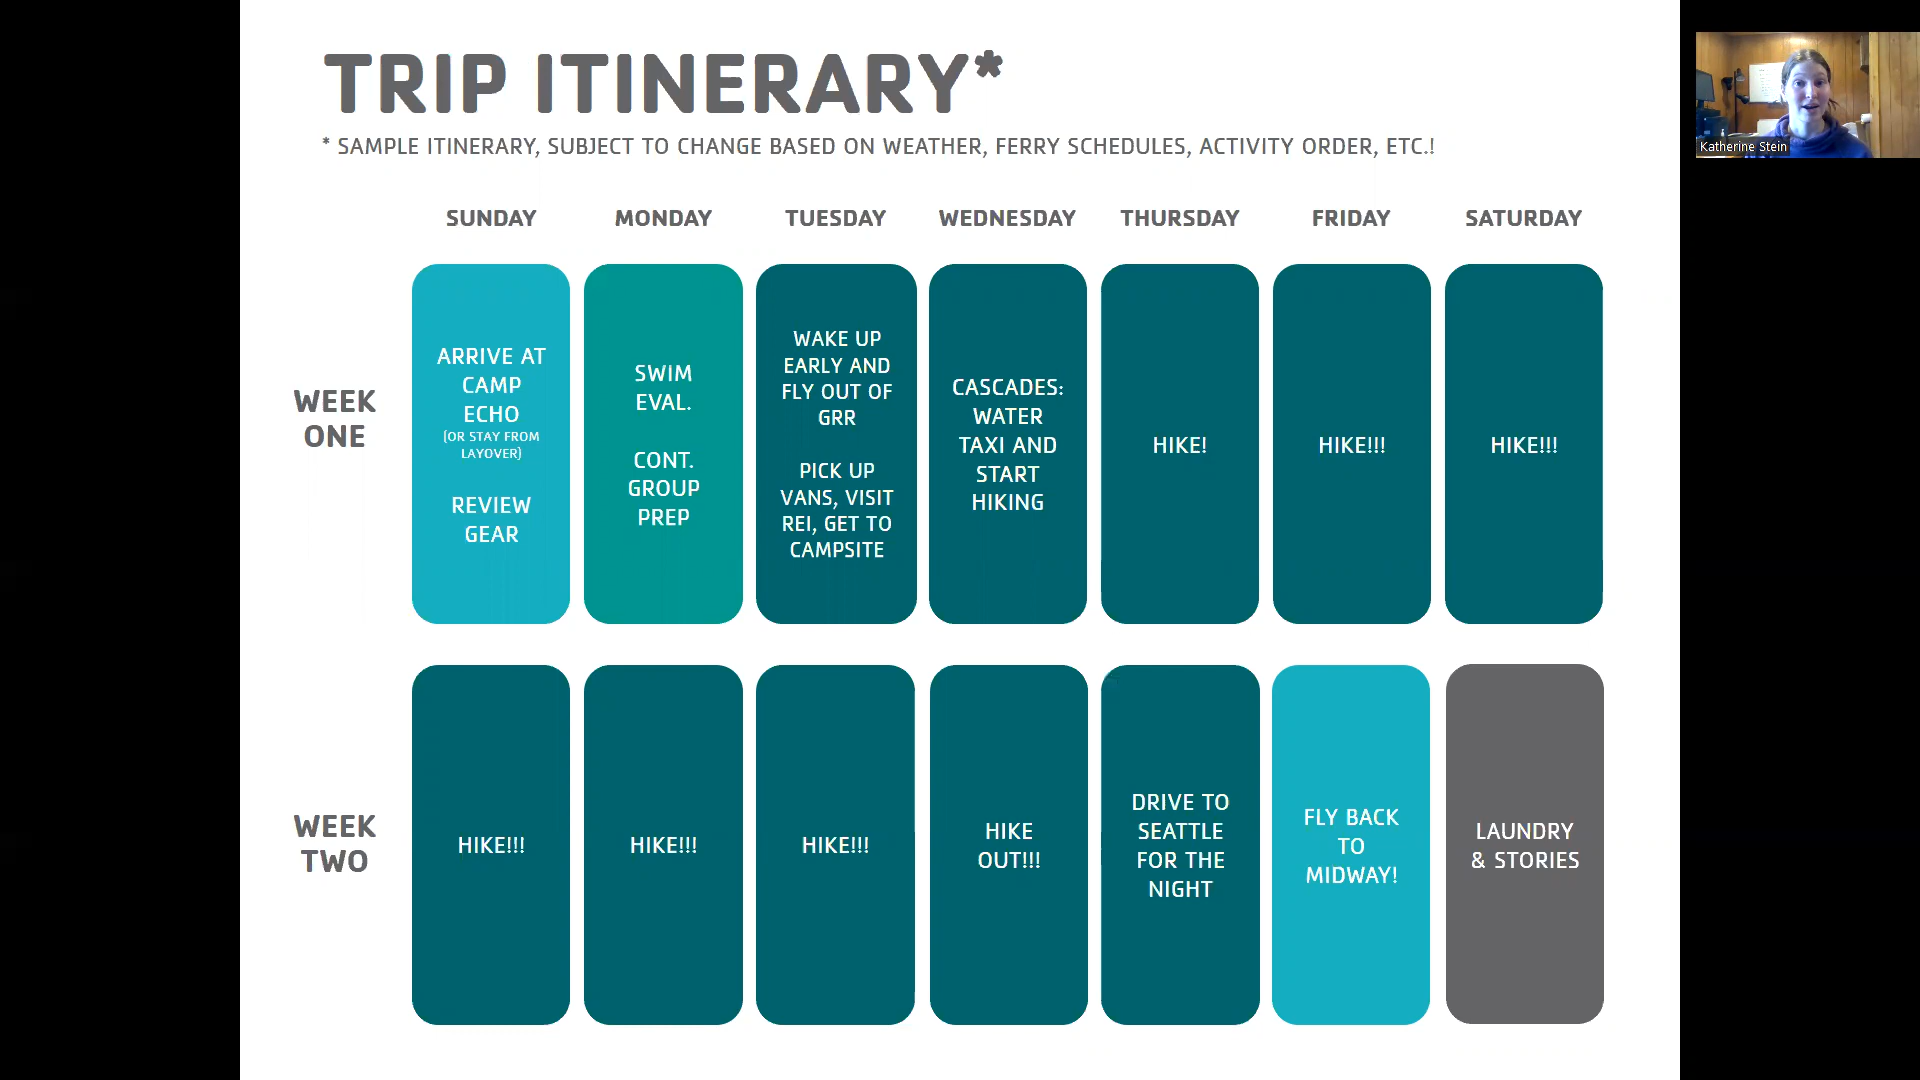 TRIP ITINERARY*
* SAMPLE ITINERARY, SUBJECT TO CHANGE BASED ON WEATHER, FERRY SCHEDULES, ACTIVITY ORDER, ETC.!
Katherine Stein
SUNDAY
MONDAY
TUESDAY
WEDNESDAY
THURSDAY
FRIDAY
SATURDAY
WEEK
ONE
ARRIVE AT
CAMP
ECHO
(OR STAY FROM
LAYOVER)
REVIEW
GEAR
SWIM
EVAL.
CONT.
GROUP
PREP
WAKE UP
EARLY AND
FLY OUT OF
GRR
PICK UP
VANS, VISIT
REI, GET TO
CAMPSITE
CASCADES:
WATER
TAXI AND
START
HIKING
HIKE!
HIKE!!!
HIKE!!!
WEEK
TWO
HIKE!!!
HIKE!!!
HIKE!!!
HIKE
OUT!!!
DRIVE TO
SEATTLE
FOR THE
NIGHT
FLY BACK
TO
MIDWAY!
LAUNDRY
& STORIES